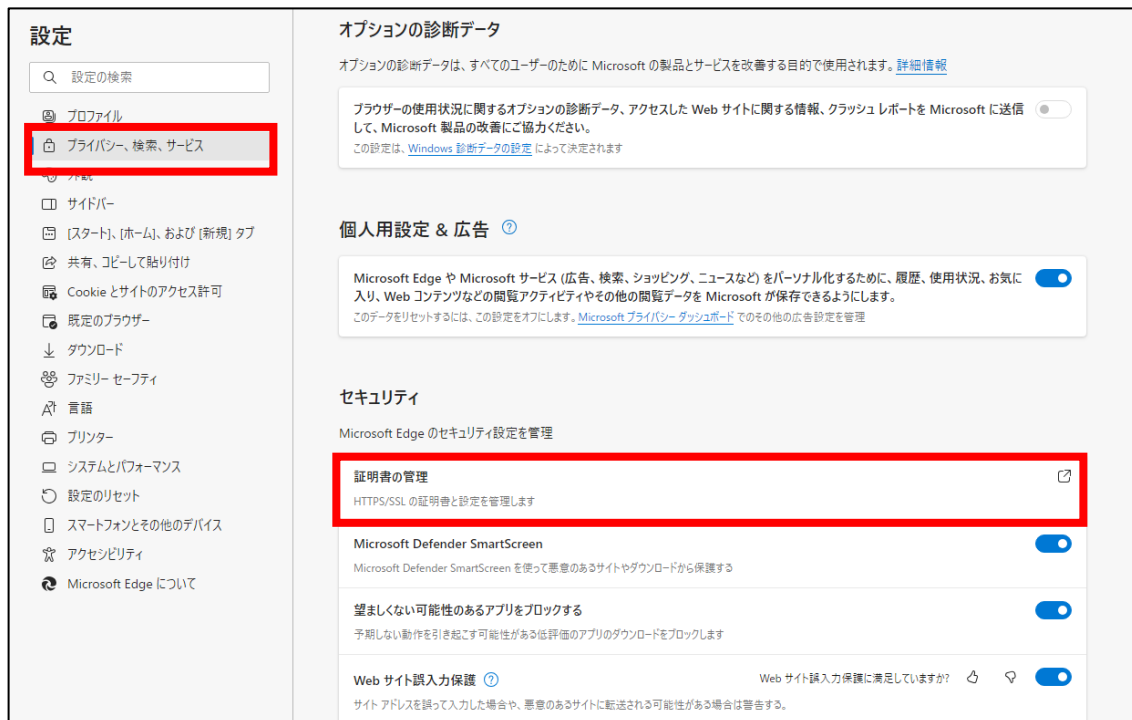 設定
設定の検索
プロファイル
プライバシー、検索、サービス
外観
サイドバー
[スタート]、[ホーム]、および [新規] タブ
共有、コピーして貼り付け
Cookie とサイトのアクセス許可
既定のブラウザー
ダウンロード
ファミリー セーフティ
言語
プリンター
システムとパフォーマンス
設定のリセット
スマートフォンとその他のデバイス
アクセシビリティ
Microsoft Edge について
オプションの診断データ
オプションの診断データは、すべてのユーザーのために Microsoft の製品とサービスを改善する目的で使用されます。詳細情報
ブラウザーの使用状況に関するオプションの診断データ、アクセスした Web サイトに関する情報、クラッシュ レポートを Microsoft に送信
して、Microsoft 製品の改善にご協力ください。
この設定は、Windows 診断データの設定 によって決定されます
個人用設定 & 広告
Microsoft Edge や Microsoft サービス (広告、検索、ショッピング、ニュースなど) をパーソナル化するために、履歴、使用状況、お気に
入り、Web コンテンツなどの閲覧アクティビティやその他の閲覧データを Microsoft が保存できるようにします。
このデータをリセットするには、この設定をオフにします。Microsoft プライバシー ダッシュボード でのその他の広告設定を管理
セキュリティ
Microsoft Edge のセキュリティ設定を管理
証明書の管理
HTTPS/SSL の証明書と設定を管理します
Microsoft Defender SmartScreen
Microsoft Defender SmartScreen を使って悪意のあるサイトやダウンロードから保護する
望ましくない可能性のあるアプリをブロックする
予期しない動作を引き起こす可能性がある低評価のアプリのダウンロードをブロックします
Web サイト誤入力保護
Web サイト誤入力保護に満足していますか?
サイト アドレスを誤って入力した場合や、悪意のあるサイトに転送される可能性がある場合は警告する。